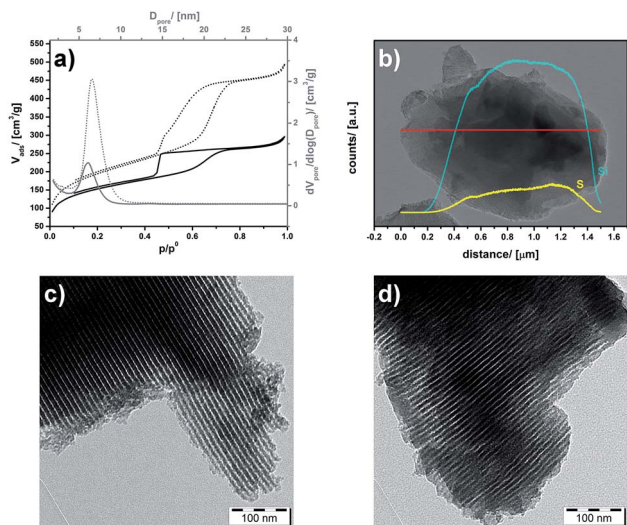 a)
D_pore/ [nm]
5 10 15 20 25 30
550
500
450
400
350
300
250
200
150
100
50
V_ads/ [cm³/g]
4
3
2
1
0
dV_pore/dlog(D_pore)/ [cm³/g]
0.0 0.2 0.4 0.6 0.8 1.0
p/p⁰
b)
counts/ [a.u.]
Si
S
-0.2 0.0 0.2 0.4 0.6 0.8 1.0 1.2 1.4 1.6
distance/ [μm]
c)
100 nm
d)
100 nm